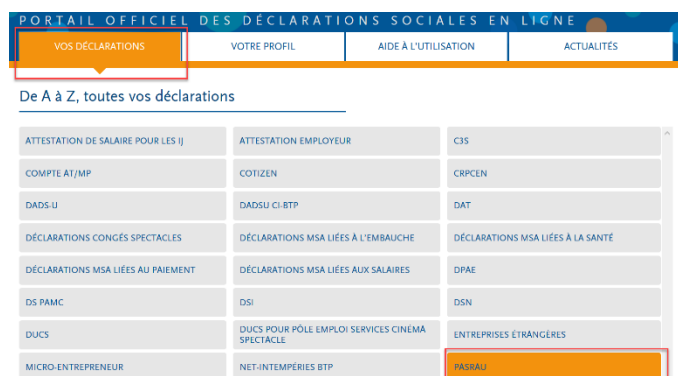 PORTAIL OFFICIEL DES DÉCLARATIONS SOCIALES EN LIGNE
VOS DÉCLARATIONS VOTRE PROFIL AIDE À L'UTILISATION ACTUALITÉS
De A à Z, toutes vos déclarations
ATTESTATION DE SALAIRE POUR LES IJ ATTESTATION EMPLOYEUR C3S
COMPTE AT/MP COTIZEN CRPCEN
DADS-U DADSU CI-BTP DAT
DÉCLARATIONS CONGÉS SPECTACLES DÉCLARATIONS MSA LIÉES À L'EMBAUCHE DÉCLARATIONS MSA LIÉES À LA SANTÉ
DÉCLARATIONS MSA LIÉES AU PAIEMENT DÉCLARATIONS MSA LIÉES AUX SALAIRES DPAE
DS PAMC DSI DSN
DUCS DUCS POUR PÔLE EMPLOI SERVICES CINÉMA SPECTACLE ENTREPRISES ÉTRANGÈRES
MICRO-ENTREPRENEUR NET-INTEMPÉRIES BTP PASRAU